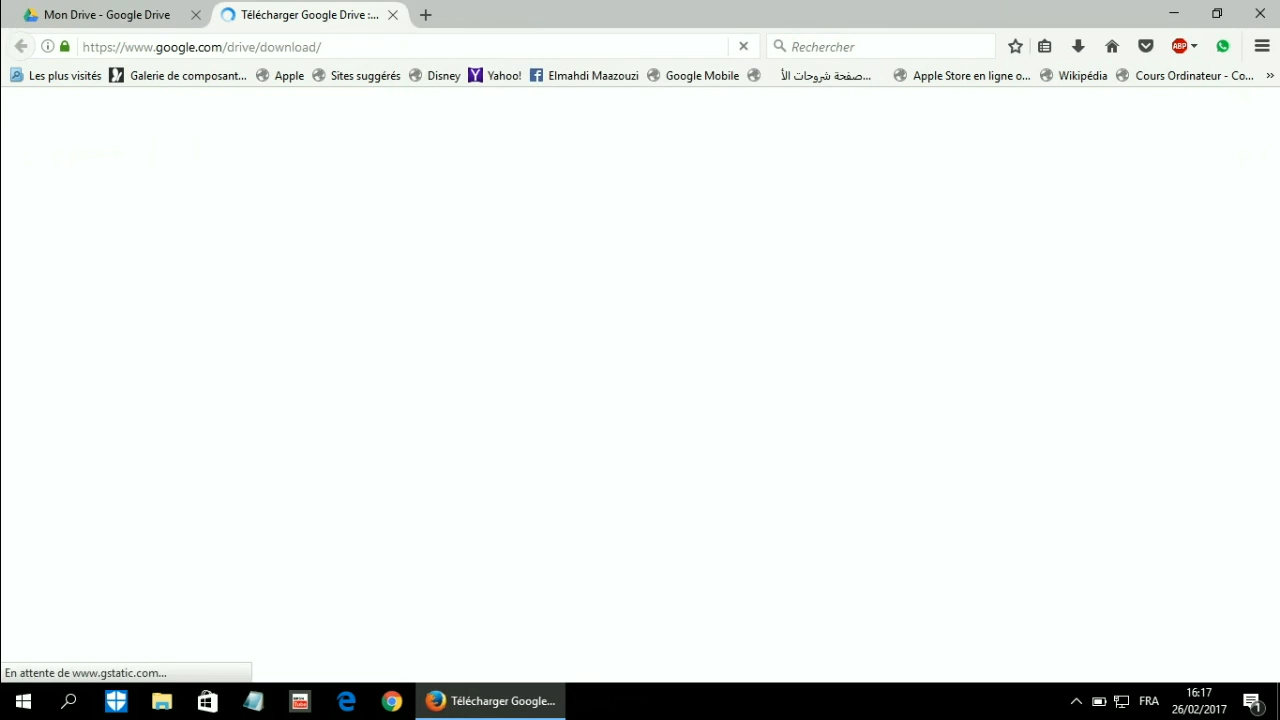 Mon Drive - Google Drive
Télécharger Google Drive :...
https://www.google.com/drive/download/
Rechercher
ABP
Les plus visités
Galerie de composant...
Apple
Sites suggérés
Disney
Yahoo!
Elmahdi Maazouzi
Google Mobile
صفحة شروحات الأ...
Apple Store en ligne o...
Wikipédia
Cours Ordinateur - Co...
En attente de www.gstatic.com...
Télécharger Google...
FRA
16:17
26/02/2017
1